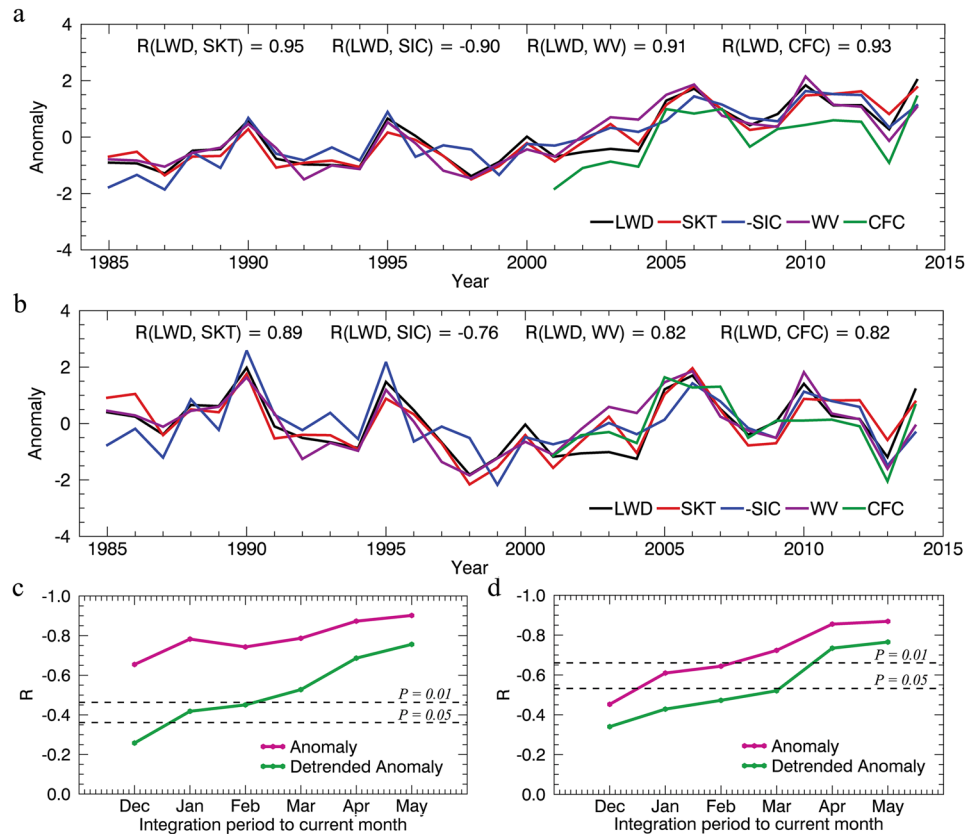 a
4
R(LWD, SKT) = 0.95 R(LWD, SIC) = -0.90 R(LWD, WV) = 0.91 R(LWD, CFC) = 0.93
2
0
-2
-4
Anomaly
LWD SKT -SIC WV CFC
1985 1990 1995 2000 2005 2010 2015
Year
b
4
R(LWD, SKT) = 0.89 R(LWD, SIC) = -0.76 R(LWD, WV) = 0.82 R(LWD, CFC) = 0.82
2
0
-2
-4
Anomaly
LWD SKT -SIC WV CFC
1985 1990 1995 2000 2005 2010 2015
Year
c
-1.0
-0.8
-0.6
-0.4
-0.2
0.0
R
P = 0.01
P = 0.05
Anomaly
Detrended Anomaly
Dec Jan Feb Mar Apr May
Integration period to current month
d
-1.0
-0.8
-0.6
-0.4
-0.2
0.0
R
P = 0.01
P = 0.05
Anomaly
Detrended Anomaly
Dec Jan Feb Mar Apr May
Integration period to current month